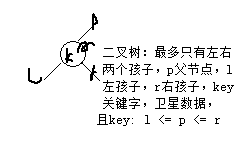 p
k
l
r
二叉树：最多只有左右
两个孩子，p父节点，l
左孩子，r右孩子，key
关键字，卫星数据，
且key: l <= p <= r